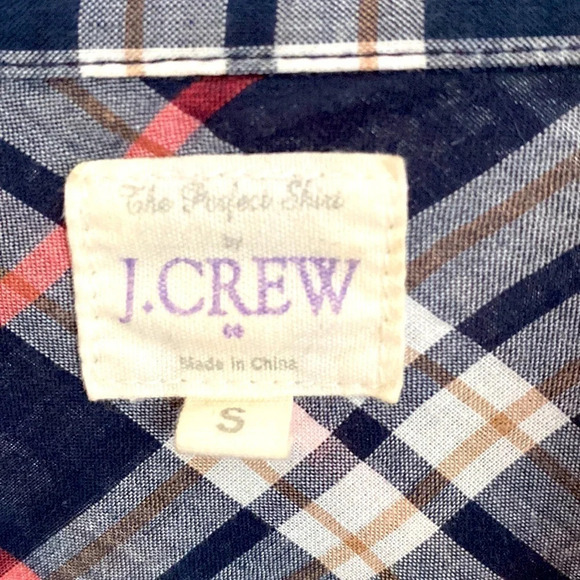 The Perfect Shirt
by
J.CREW
Made in China
S